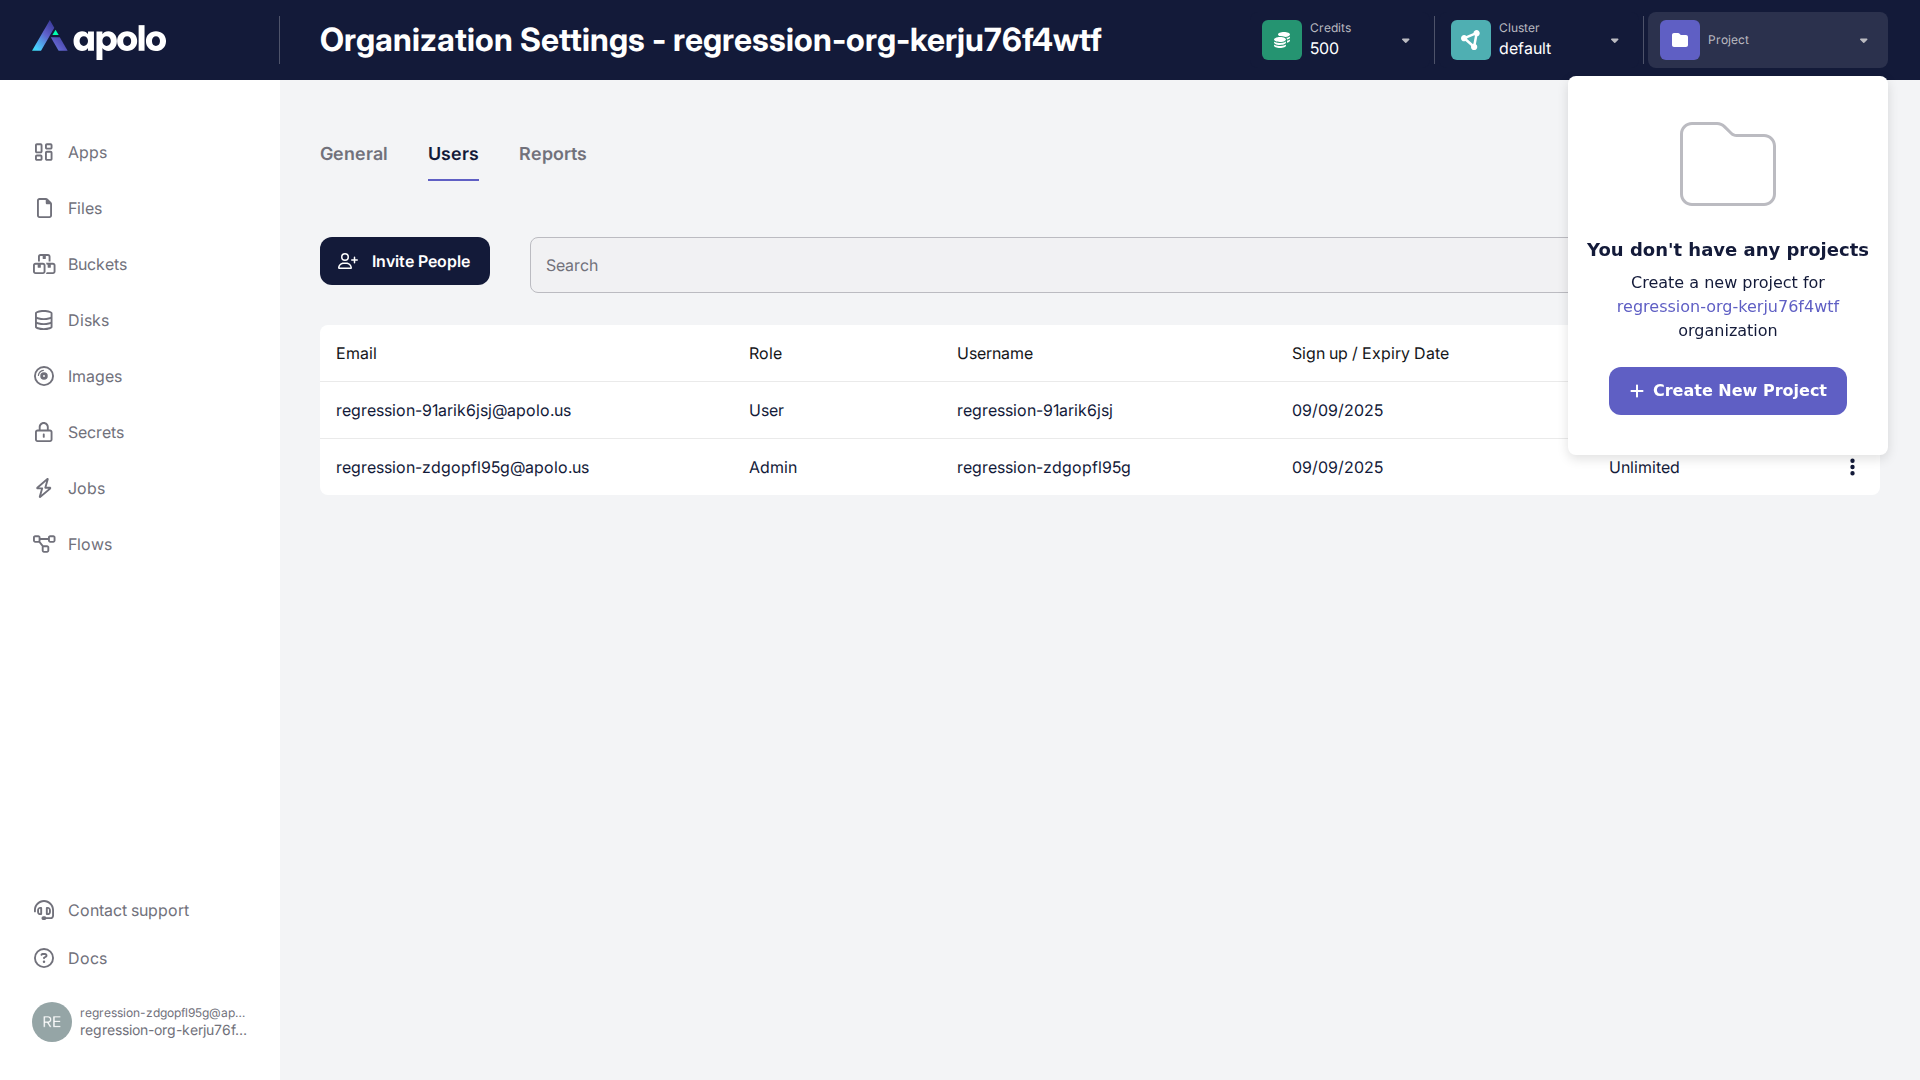 apolo
Organization Settings - regression-org-kerju76f4wtf
Credits
500
Cluster
default
Project
Apps
Files
Buckets
Disks
Images
Secrets
Jobs
Flows
General
Users
Reports
Invite People
Search
Email
Role
Username
Sign up / Expiry Date
regression-91arik6jsj@apolo.us
User
regression-91arik6jsj
09/09/2025
regression-zdgopfl95g@apolo.us
Admin
regression-zdgopfl95g
09/09/2025
Unlimited
You don't have any projects
Create a new project for
regression-org-kerju76f4wtf
organization
Create New Project
Contact support
Docs
RE
regression-zdgopfl95g@ap...
regression-org-kerju76f...